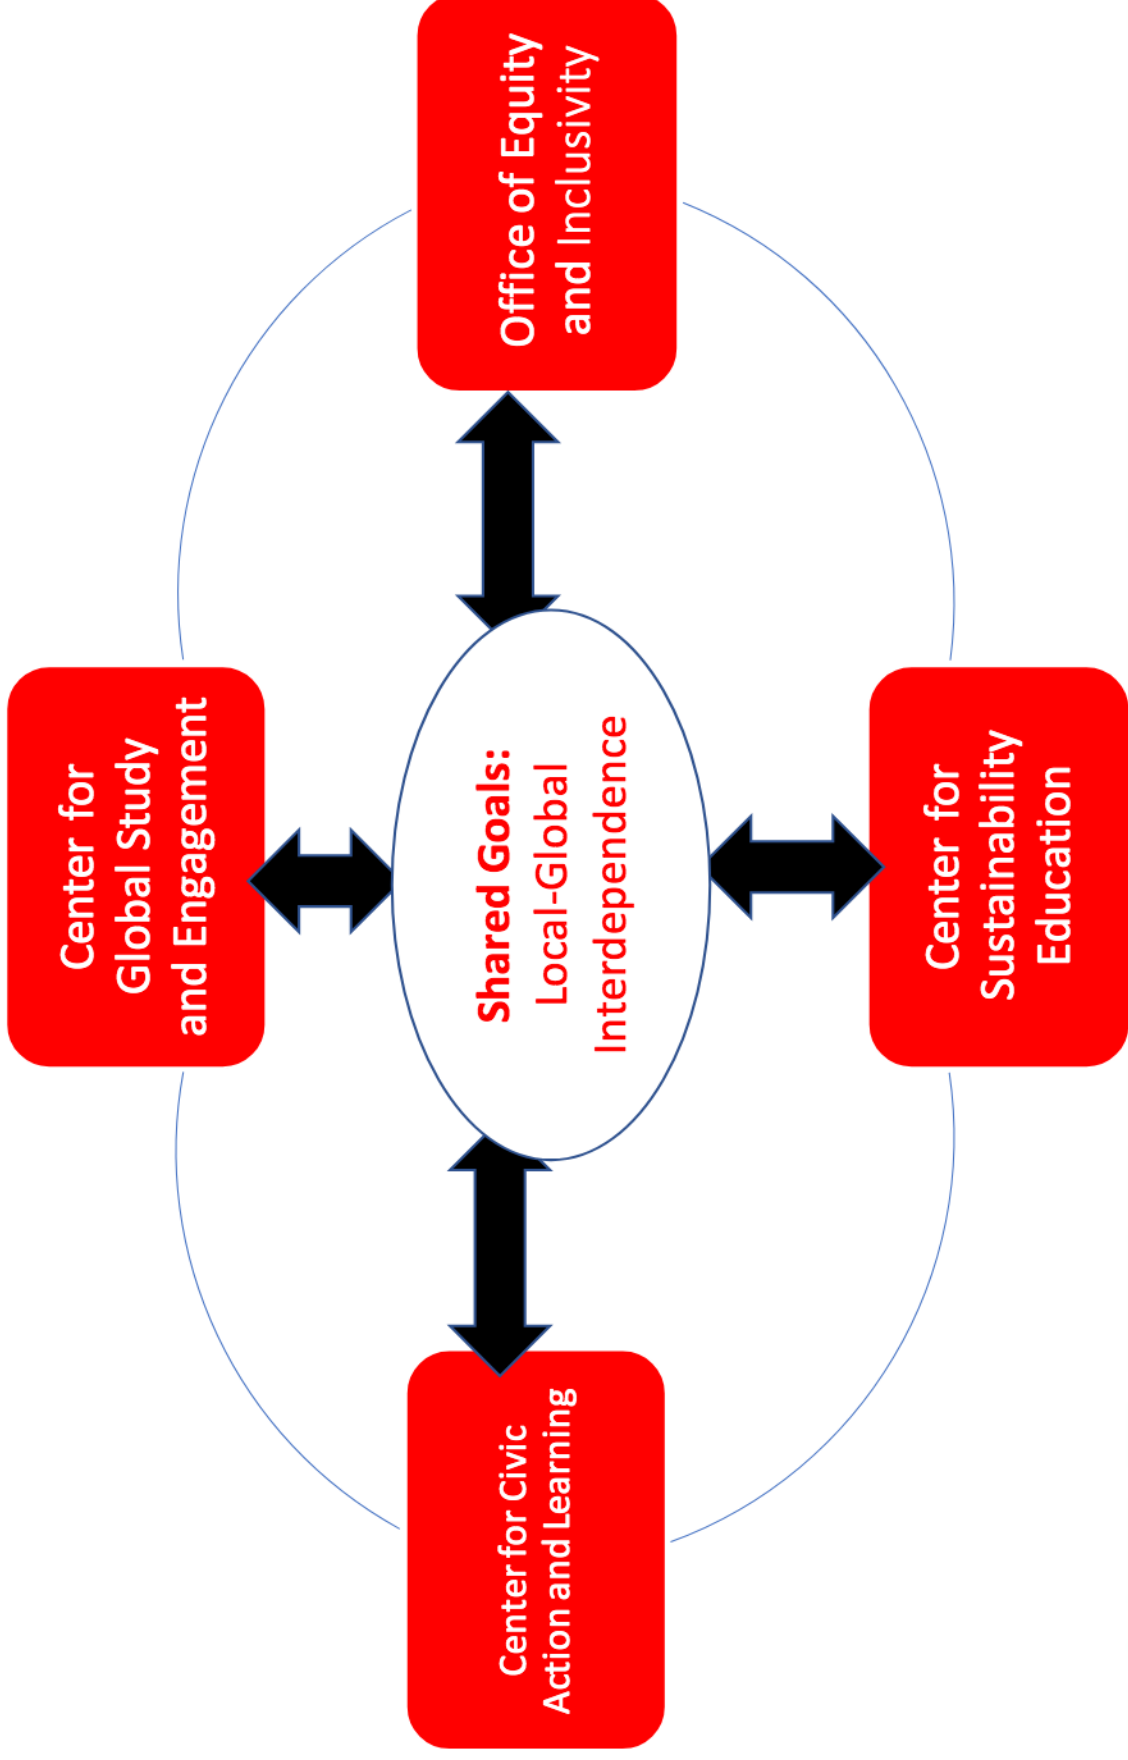 Center for
Global Study
and Engagement
Center for Civic
Action and Learning
Shared Goals:
Local-Global
Interdependence
Office of Equity
and Inclusivity
Center for
Sustainability
Education